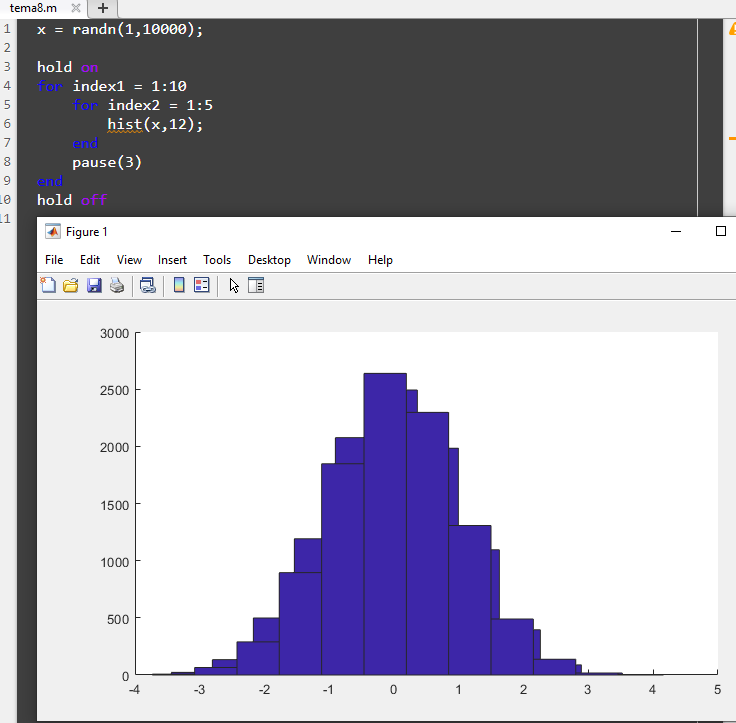 tema8.m
1 x = randn(1,10000);
2
3 hold on
4 for index1 = 1:10
5 for index2 = 1:5
6 hist(x,12);
7 end
8 pause(3)
9 end
10 hold off
11
Figure 1
File Edit View Insert Tools Desktop Window Help
3000
2500
2000
1500
1000
500
0
-4 -3 -2 -1 0 1 2 3 4 5